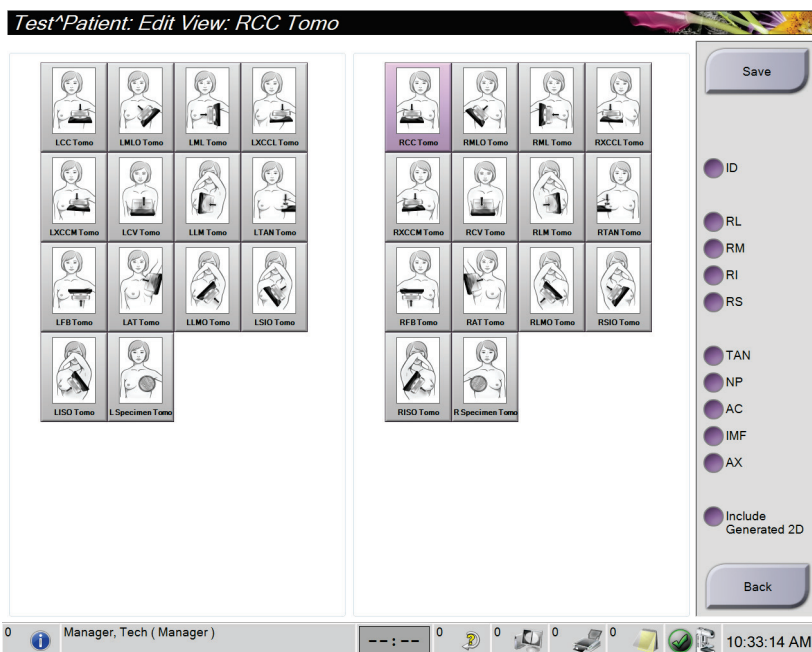 Test^Patient: Edit View: RCC Tomo
LCC Tomo LMLO Tomo LML Tomo LXCCL Tomo
LXCCM Tomo LCV Tomo LLM Tomo LTAN Tomo
LFB Tomo LAT Tomo LLMO Tomo LSIO Tomo
LISO Tomo L Specimen Tomo
RCC Tomo RMLO Tomo RML Tomo RXCCL Tomo
RXCCM Tomo RCV Tomo RLM Tomo RTAN Tomo
RFB Tomo RAT Tomo RLMO Tomo RSIO Tomo
RISO Tomo R Specimen Tomo
Save
ID
RL
RM
RI
RS
TAN
NP
AC
IMF
AX
Include
Generated 2D
Back
0 Manager, Tech ( Manager ) --:-- 0 0 0 0 10:33:14 AM